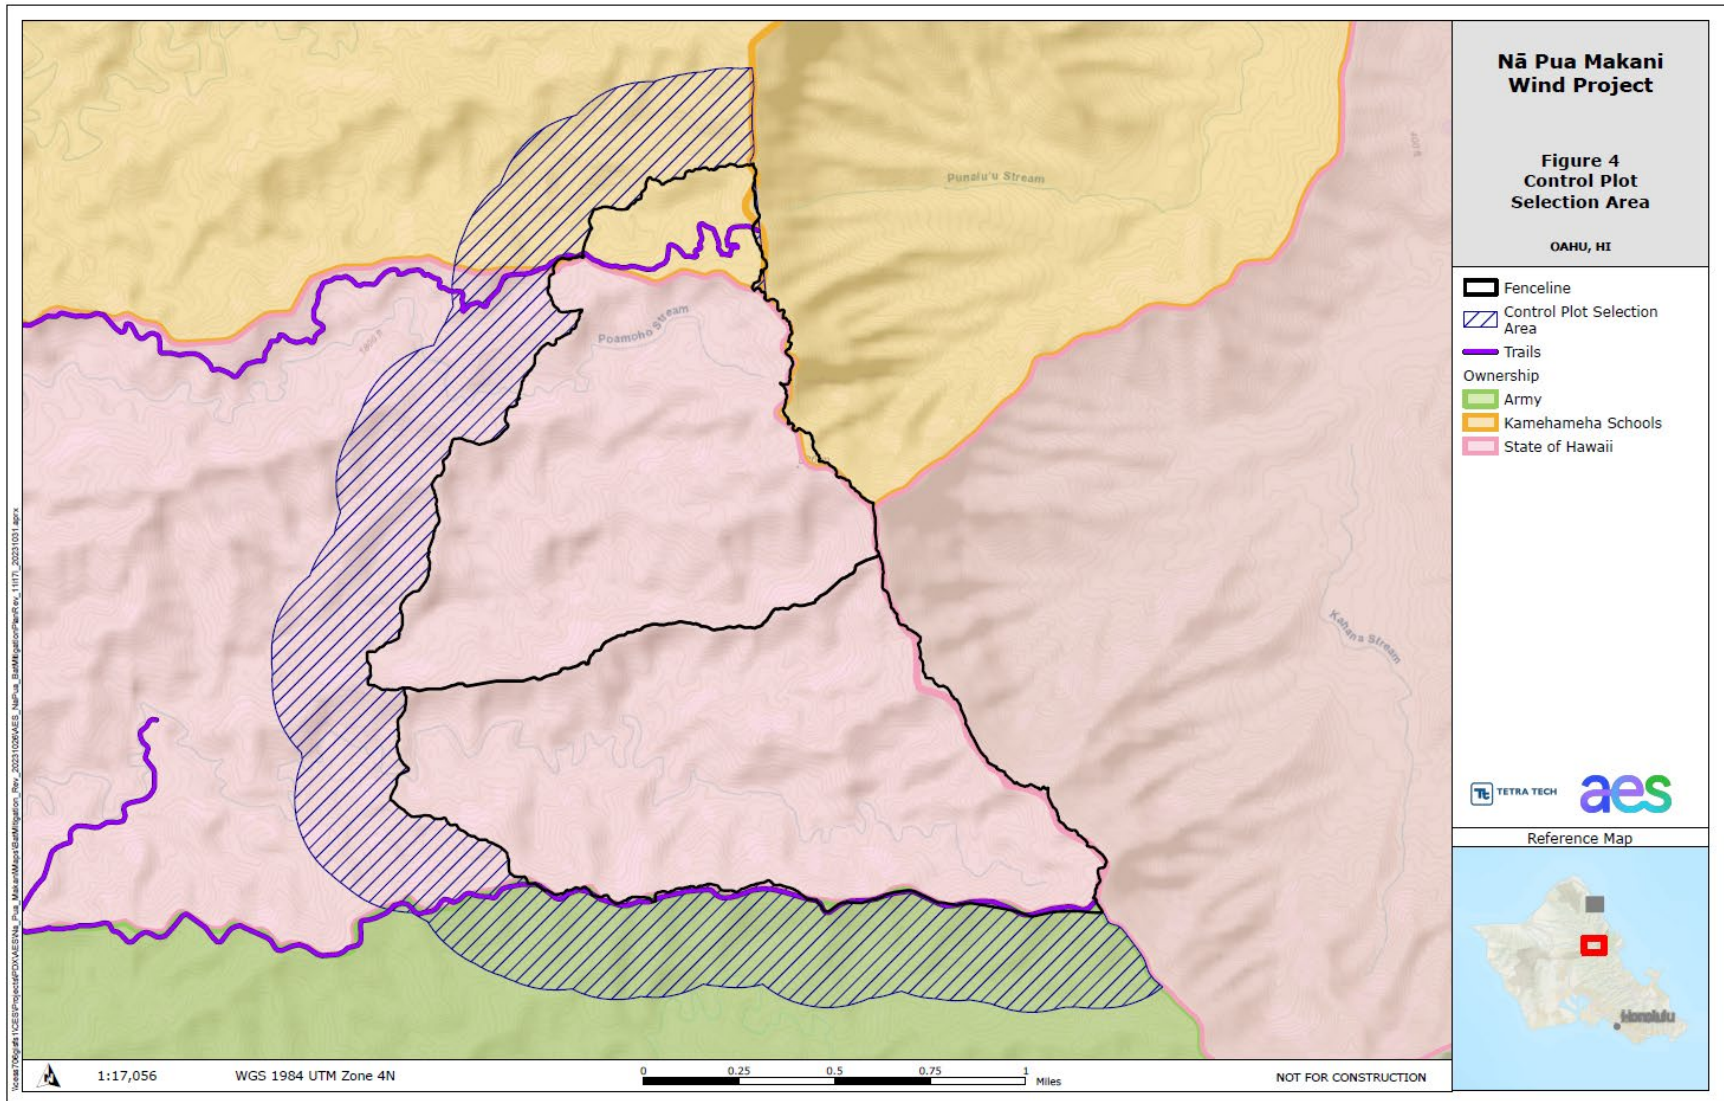 Nā Pua Makani
Wind Project
Figure 4
Control Plot
Selection Area
OAHU, HI
Fenceline
Control Plot Selection
Area
Trails
Ownership
Army
Kamehameha Schools
State of Hawaii
TETRA TECH
aes
Reference Map
Honolulu
Punalu'u Stream
Poamoho Stream
1800 ft
Kahana Stream
1:17,056
WGS 1984 UTM Zone 4N
0 0.25 0.5 0.75 1
Miles
NOT FOR CONSTRUCTION